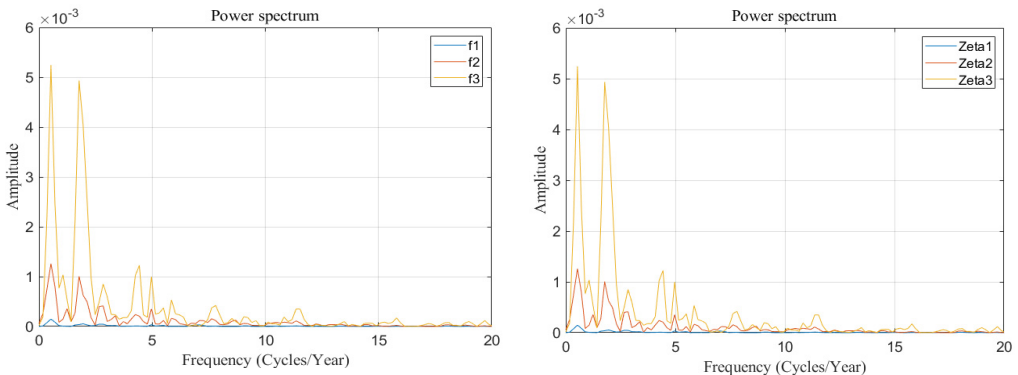 Power spectrum
×10⁻³
6
5
4
3
2
1
0
Amplitude
f1
f2
f3
0 5 10 15 20
Frequency (Cycles/Year)
Power spectrum
×10⁻³
6
5
4
3
2
1
0
Amplitude
Zeta1
Zeta2
Zeta3
0 5 10 15 20
Frequency (Cycles/Year)